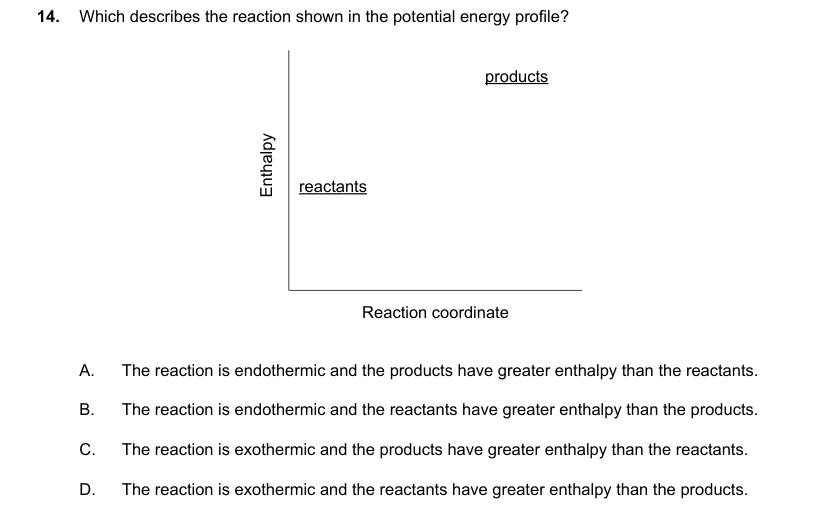 14. Which describes the reaction shown in the potential energy profile?
products
Enthalpy
reactants
Reaction coordinate
A. The reaction is endothermic and the products have greater enthalpy than the reactants.
B. The reaction is endothermic and the reactants have greater enthalpy than the products.
C. The reaction is exothermic and the products have greater enthalpy than the reactants.
D. The reaction is exothermic and the reactants have greater enthalpy than the products.